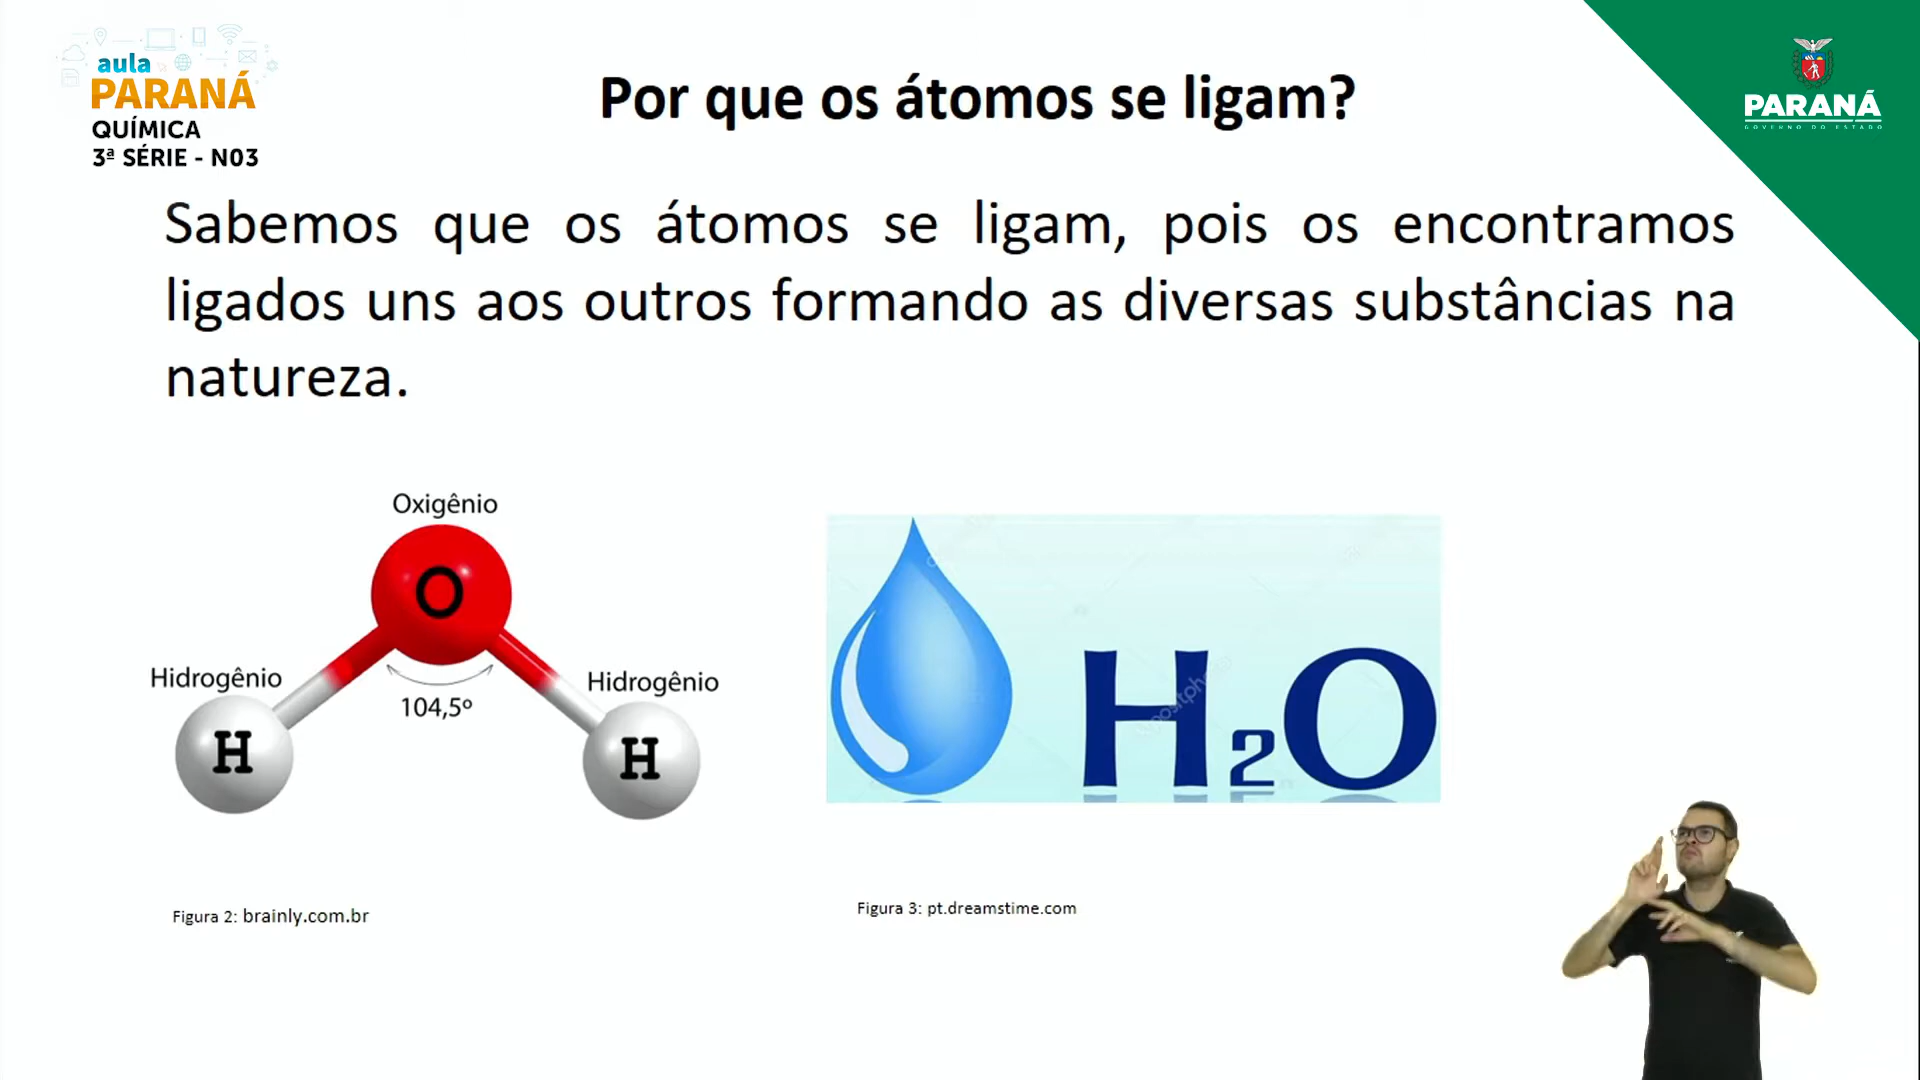 aula
PARANÁ
QUÍMICA
3ª SÉRIE - N03
Por que os átomos se ligam?
PARANÁ
GOVERNO DO ESTADO
Sabemos que os átomos se ligam, pois os encontramos
ligados uns aos outros formando as diversas substâncias na
natureza.
Oxigênio
O
Hidrogênio
Hidrogênio
104,5º
H
H
H2O
Figura 2: brainly.com.br
Figura 3: pt.dreamstime.com